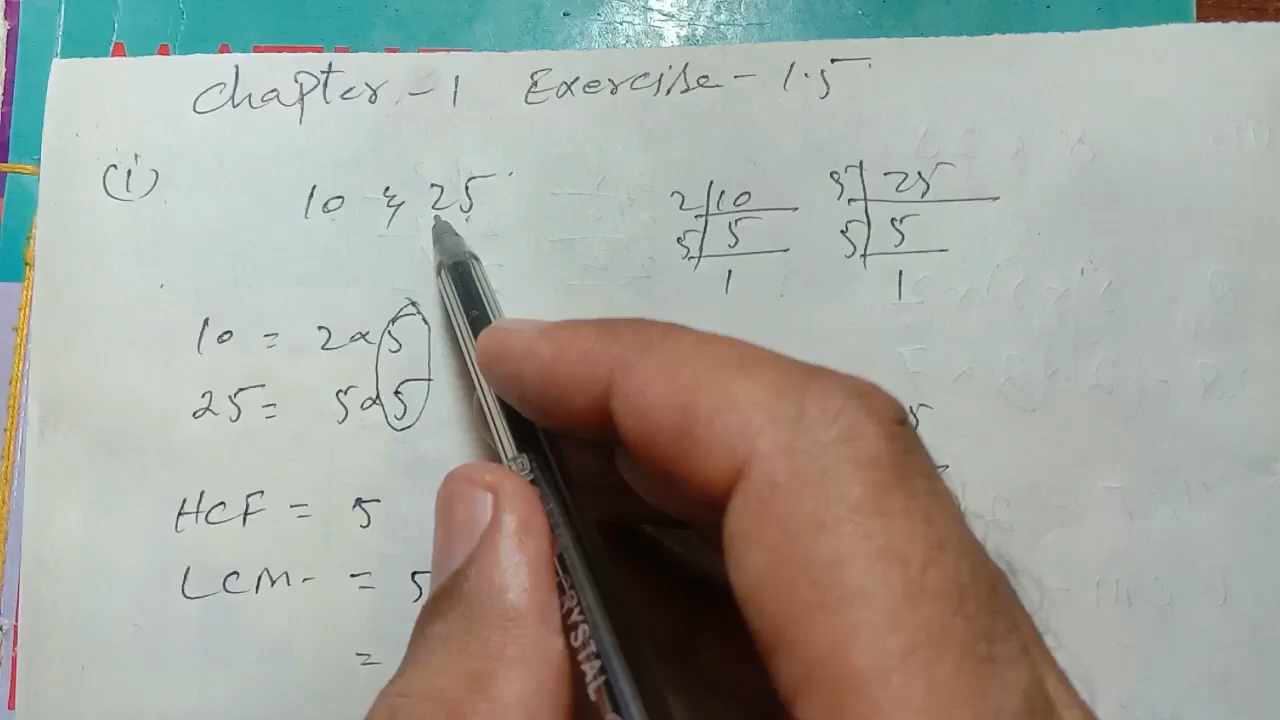 Chapter - 1 Exercise - 1.5
(i) 10 & 25
2 10
5 5
1
5 25
5 5
1
10 = 2 x 5
25 = 5 x 5
HCF = 5
LCM = 5
=
CRYSTAL